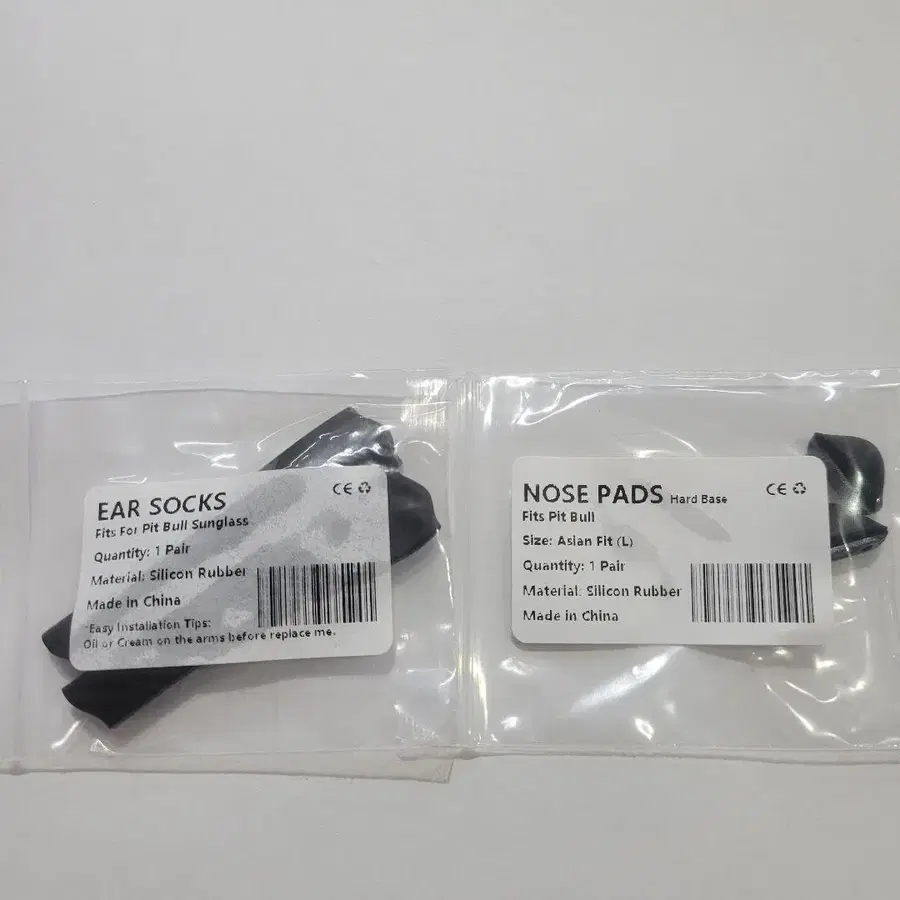 EAR SOCKS
Fits For Pit Bull Sunglass
Quantity: 1 Pair
Material: Silicon Rubber
Made in China
*Easy Installation Tips:
Oil or Cream on the arms before replace me.
CE
NOSE PADS Hard Base
Fits Pit Bull
Size: Asian Fit (L)
Quantity: 1 Pair
Material: Silicon Rubber
Made in China
CE